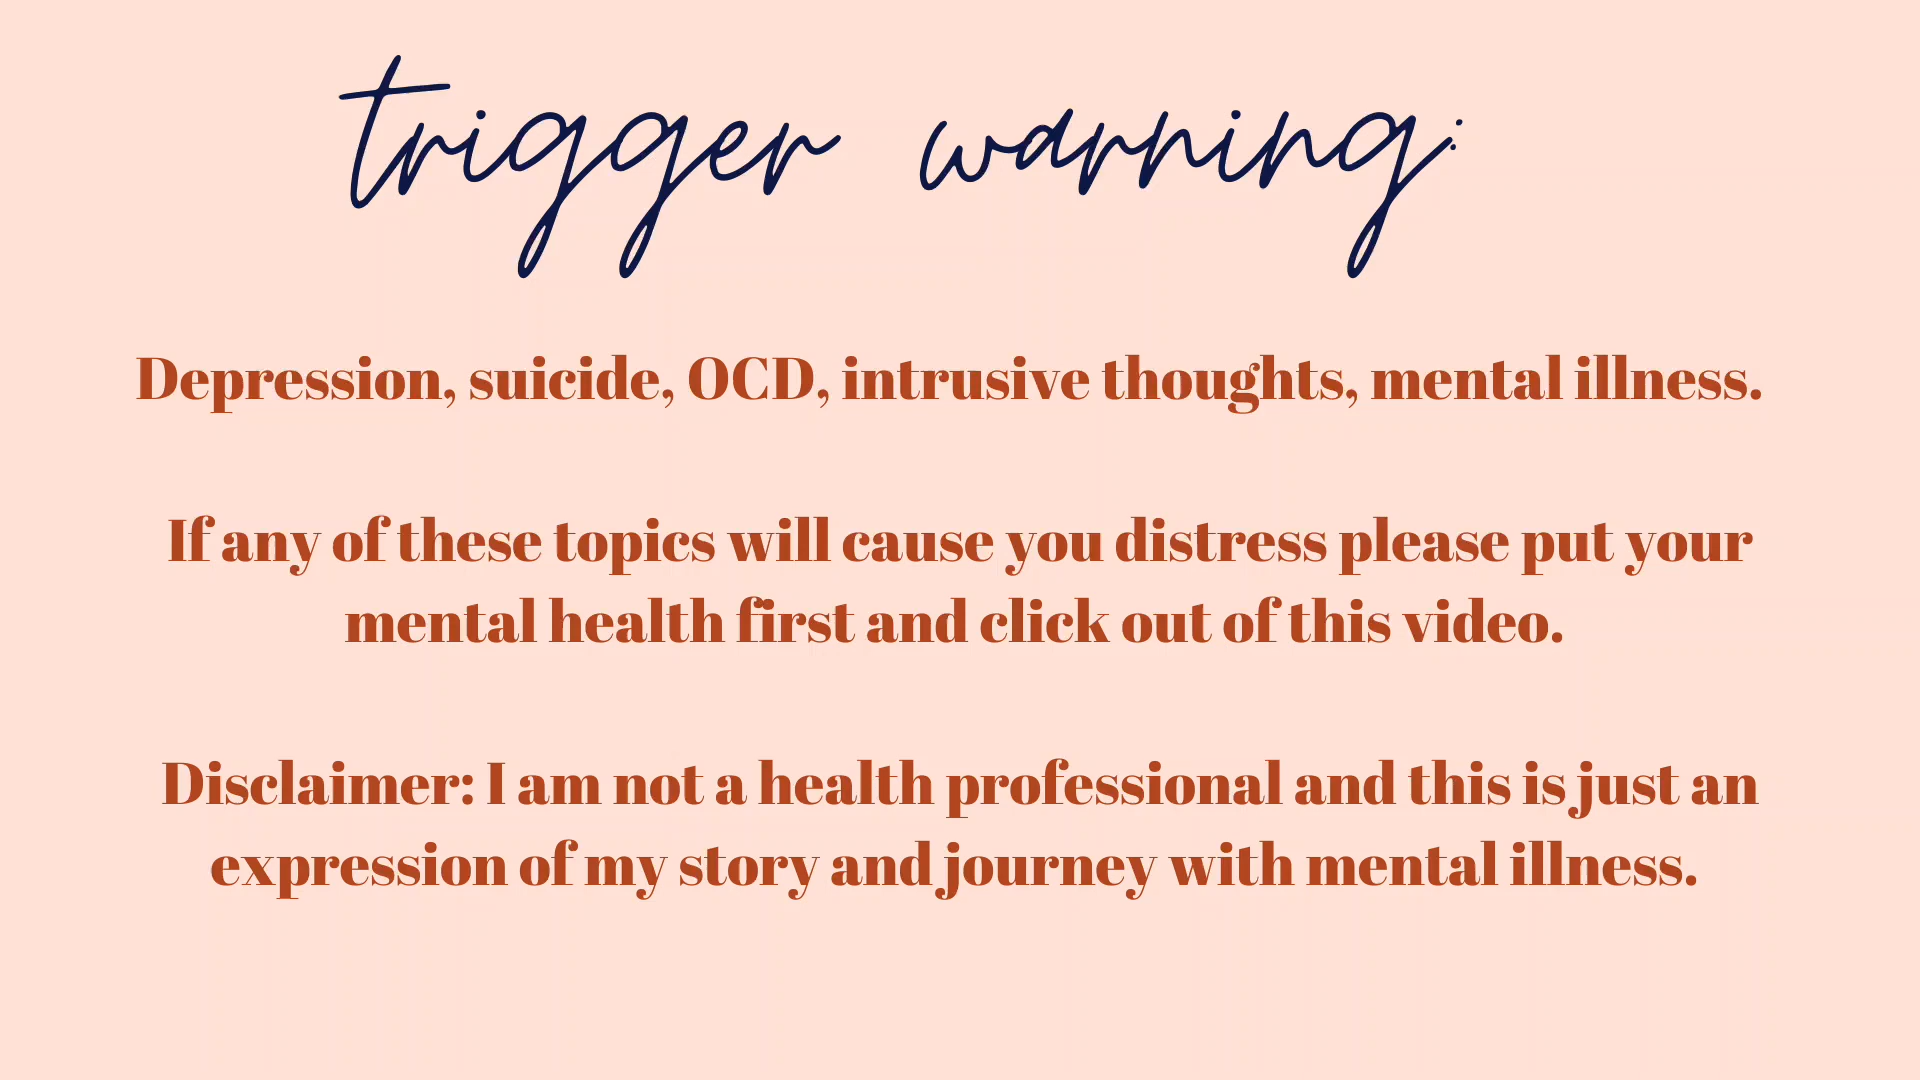 trigger warning:
Depression, suicide, OCD, intrusive thoughts, mental illness.
If any of these topics will cause you distress please put your
mental health first and click out of this video.
Disclaimer: I am not a health professional and this is just an
expression of my story and journey with mental illness.